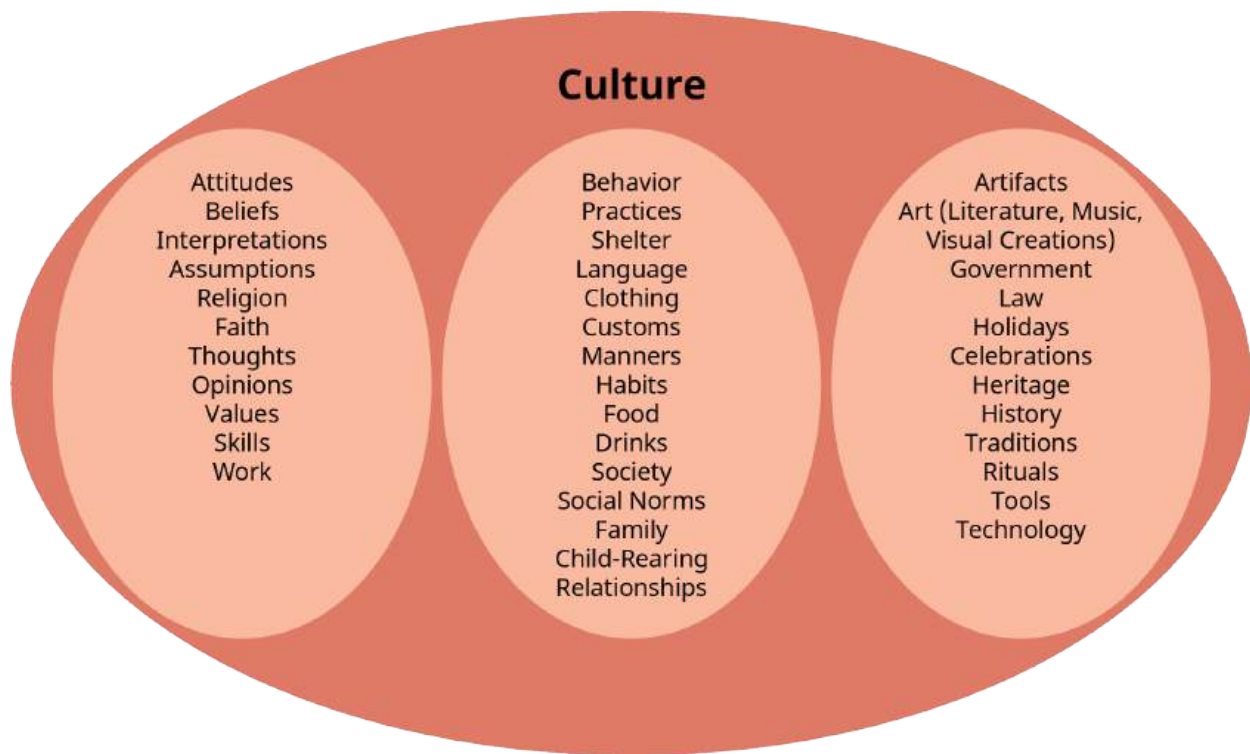 Culture
Attitudes
Beliefs
Interpretations
Assumptions
Religion
Faith
Thoughts
Opinions
Values
Skills
Work
Behavior
Practices
Shelter
Language
Clothing
Customs
Manners
Habits
Food
Drinks
Society
Social Norms
Family
Child-Rearing
Relationships
Artifacts
Art (Literature, Music,
Visual Creations)
Government
Law
Holidays
Celebrations
Heritage
History
Traditions
Rituals
Tools
Technology